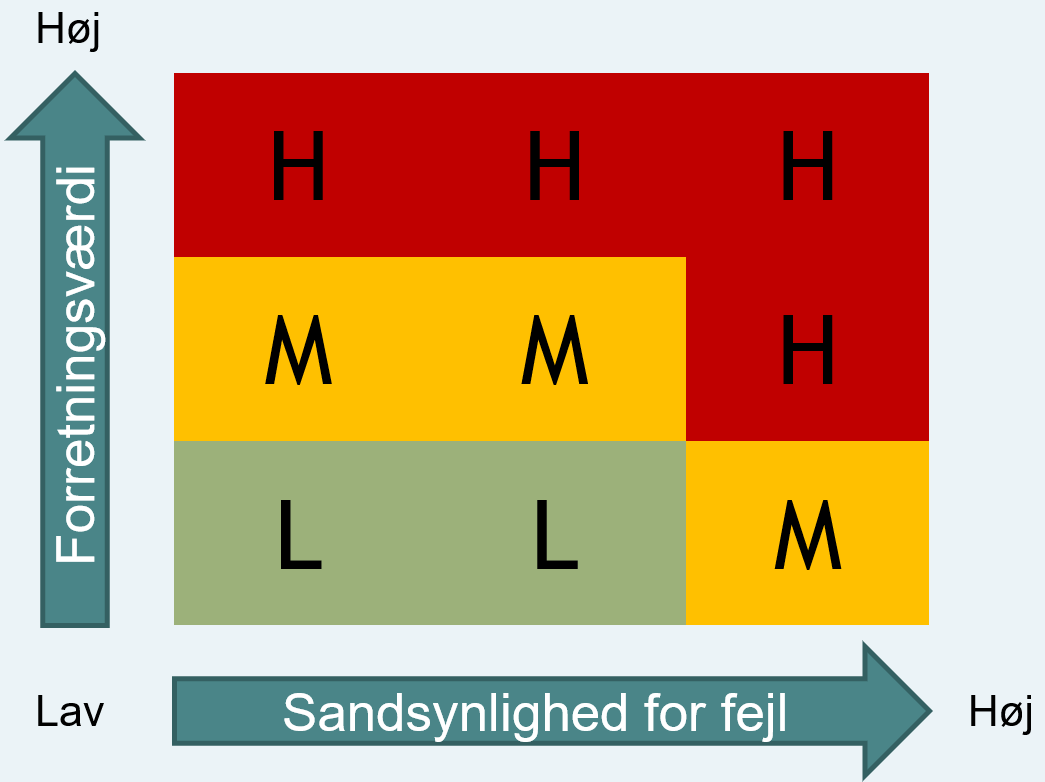 Høj
Forretningsværdi
H H H
M M H
L L M
Lav
Sandsynlighed for fejl
Høj